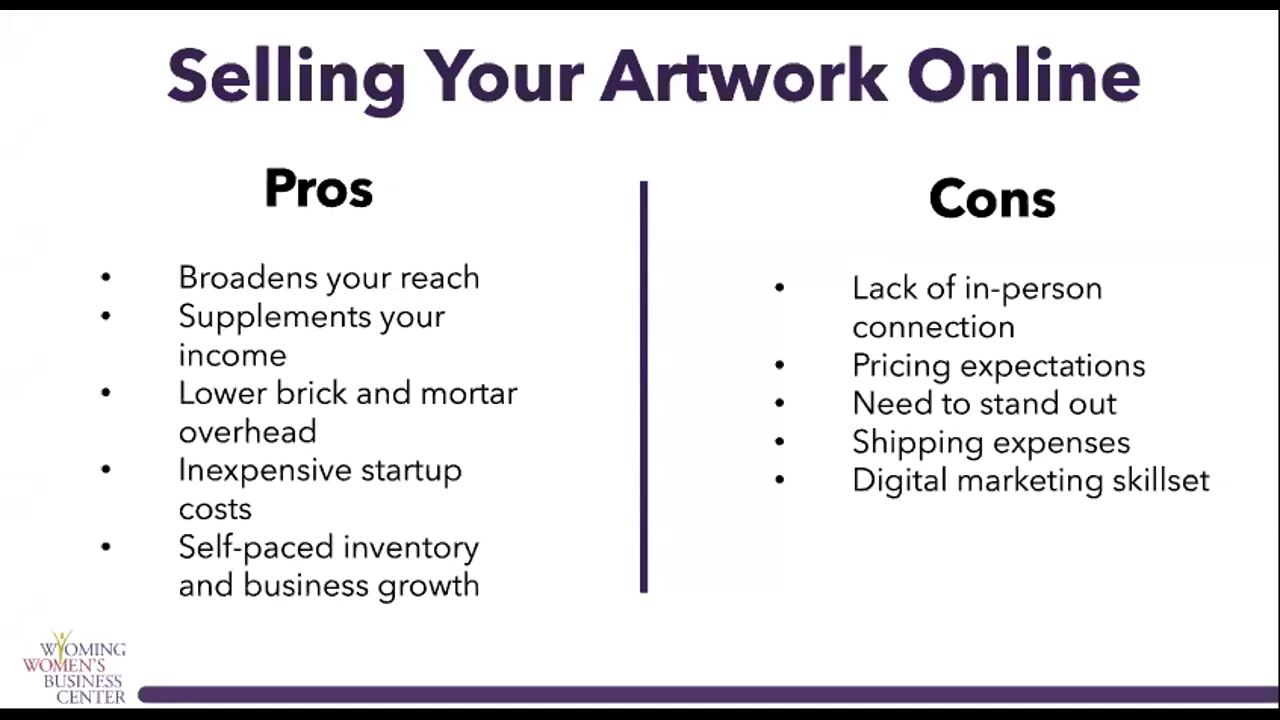 Selling Your Artwork Online
Pros
• Broadens your reach
• Supplements your
income
• Lower brick and mortar
overhead
• Inexpensive startup
costs
• Self-paced inventory
and business growth
Cons
• Lack of in-person
connection
• Pricing expectations
• Need to stand out
• Shipping expenses
• Digital marketing skillset
WYOMING
WOMEN'S
BUSINESS
CENTER